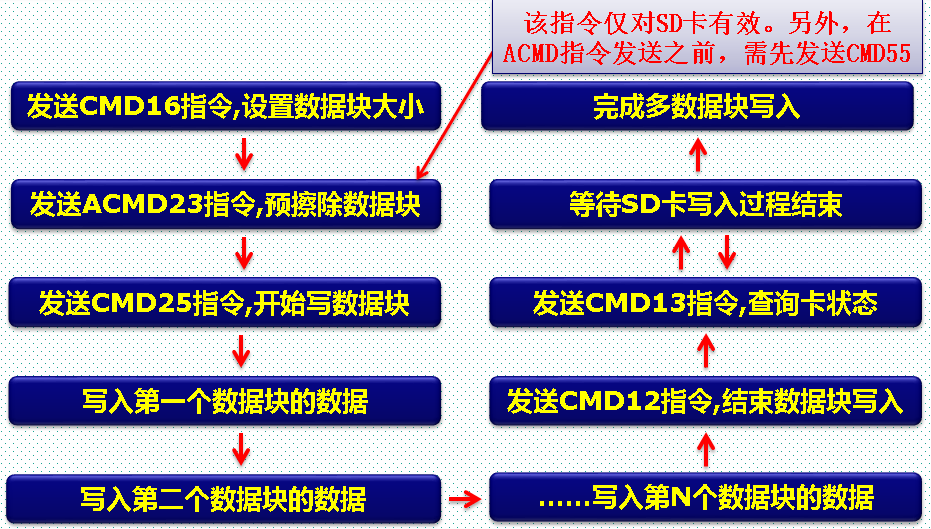 该指令仅对SD卡有效。另外，在
ACMD指令发送之前，需先发送CMD55
发送CMD16指令,设置数据块大小
发送ACMD23指令,预擦除数据块
发送CMD25指令,开始写数据块
写入第一个数据块的数据
写入第二个数据块的数据
……写入第N个数据块的数据
发送CMD12指令,结束数据块写入
发送CMD13指令,查询卡状态
等待SD卡写入过程结束
完成多数据块写入